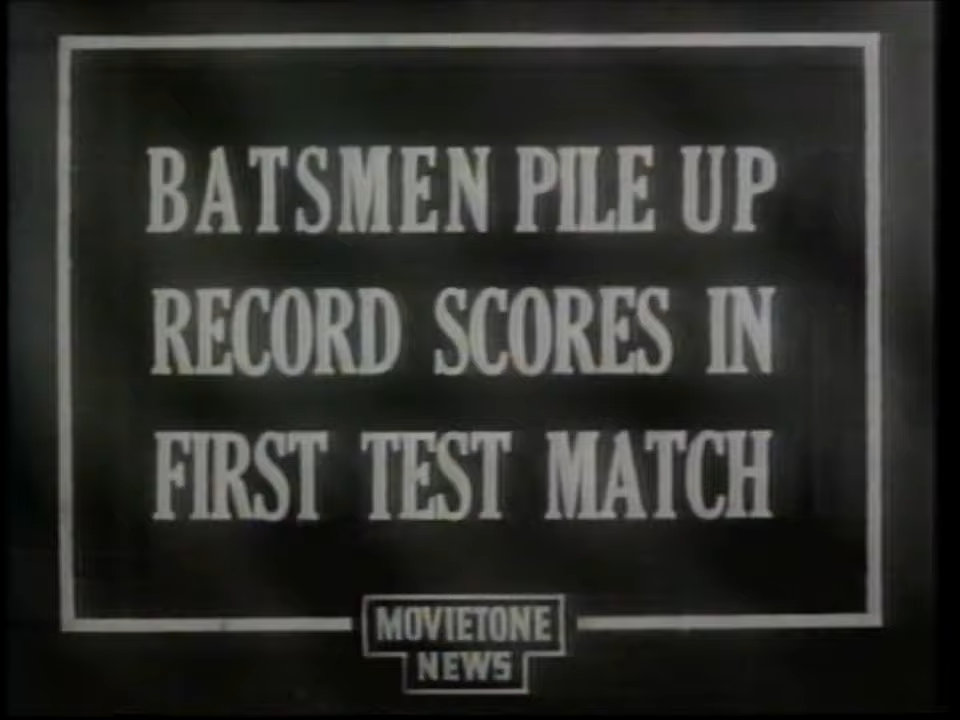 BATSMEN PILE UP
RECORD SCORES IN
FIRST TEST MATCH
MOVIETONE
NEWS